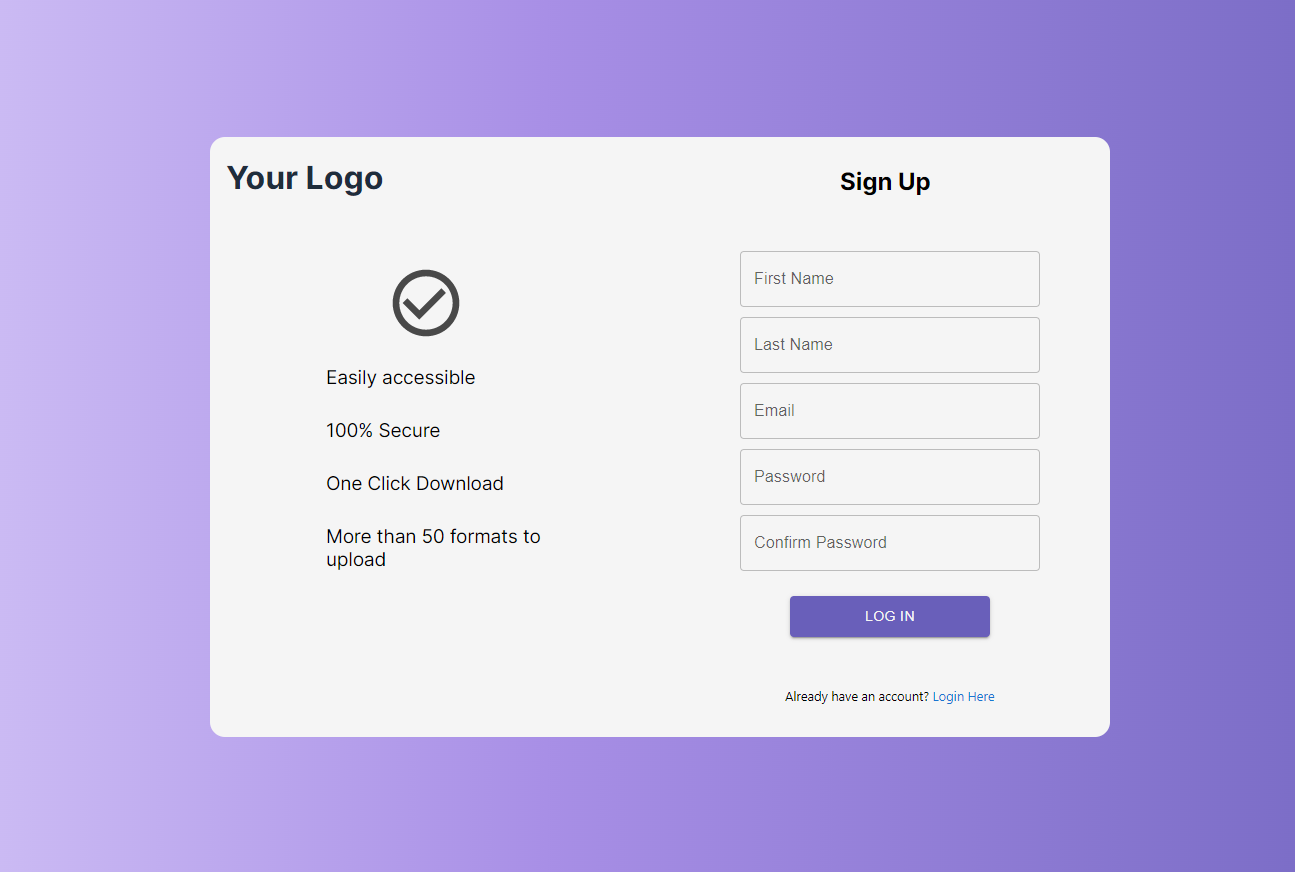 Your Logo
Easily accessible
100% Secure
One Click Download
More than 50 formats to
upload
Sign Up
First Name
Last Name
Email
Password
Confirm Password
LOG IN
Already have an account? Login Here